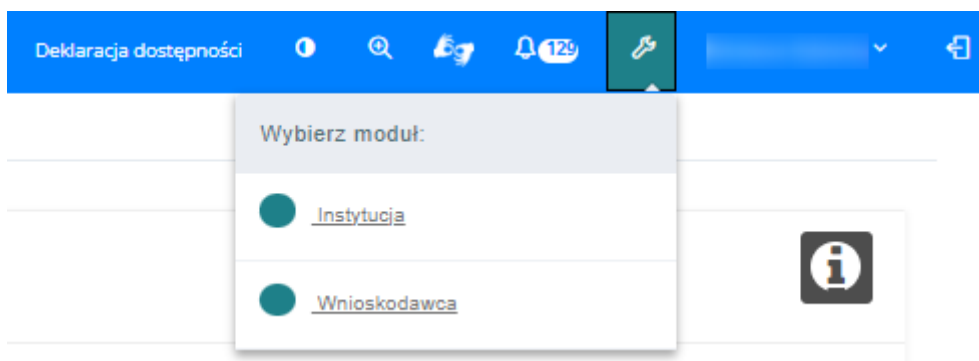 Deklaracja dostępności
129
Wybierz moduł:
Instytucja
Wnioskodawca